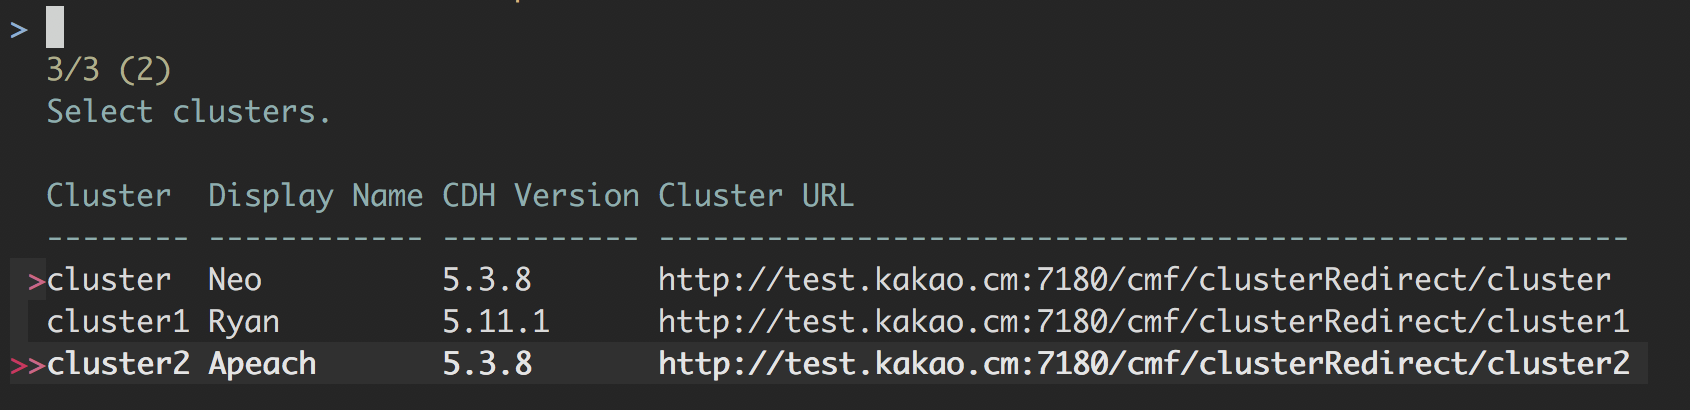 >
3/3 (2)
Select clusters.
Cluster  Display Name CDH Version Cluster URL
-------- ------------ ----------- ------------------------------------------------------
>cluster  Neo          5.3.8       http://test.kakao.cm:7180/cmf/clusterRedirect/cluster
cluster1 Ryan         5.11.1      http://test.kakao.cm:7180/cmf/clusterRedirect/cluster1
>>cluster2 Apeach       5.3.8       http://test.kakao.cm:7180/cmf/clusterRedirect/cluster2